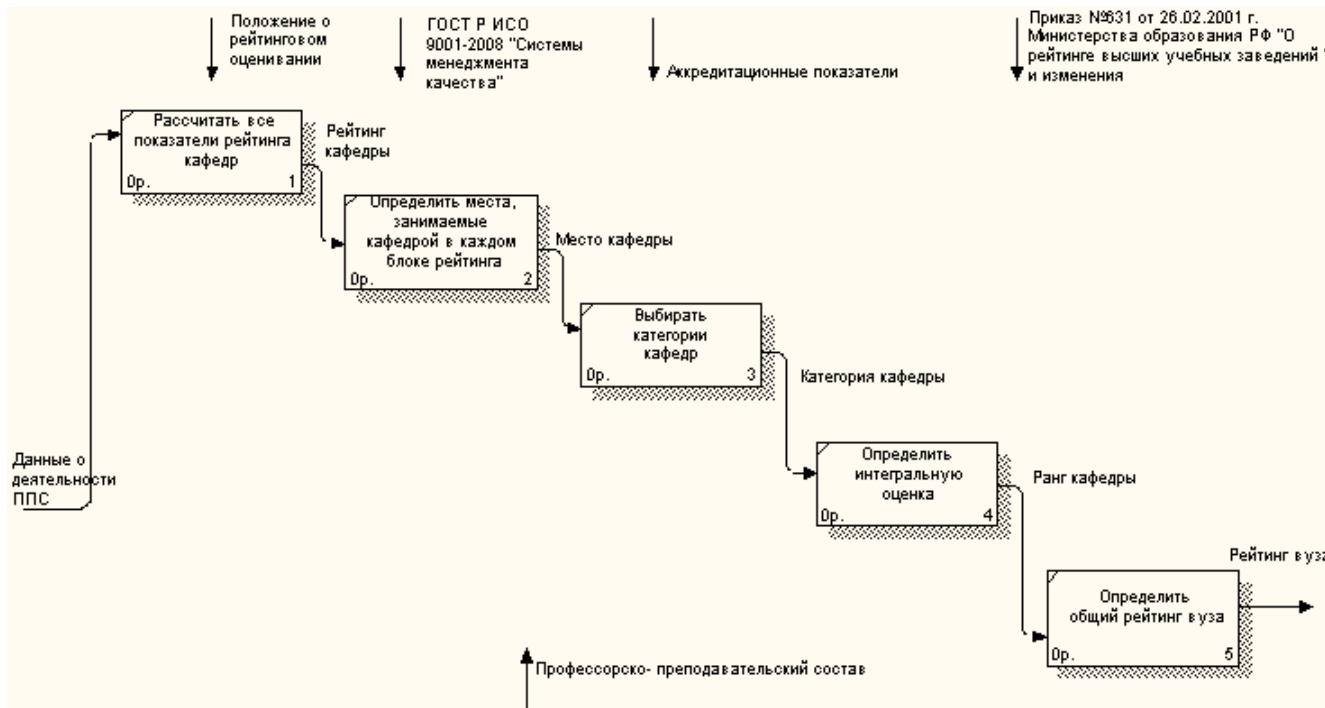 Положение о
рейтинговом
оценивании
ГОСТ Р ИСО
9001-2008 "Системы
менеджмента
качества"
Аккредитационные показатели
Приказ №631 от 26.02.2001 г.
Министерства образования РФ "О
рейтинге высших учебных заведений "
и изменения
Рассчитать все
показатели рейтинга
кафедр
0р. 1
Рейтинг
кафедры
Определить места,
занимаемые
кафедрой в каждом
блоке рейтинга
0р. 2
Место кафедры
Выбирать
категории
кафедр
0р. 3
Категория кафедры
Данные о
деятельности
ППС
Определить
интегральную
оценка
0р. 4
Ранг кафедры
Рейтинг вуза
Определить
общий рейтинг вуза
0р. 5
Профессорско- преподавательский состав